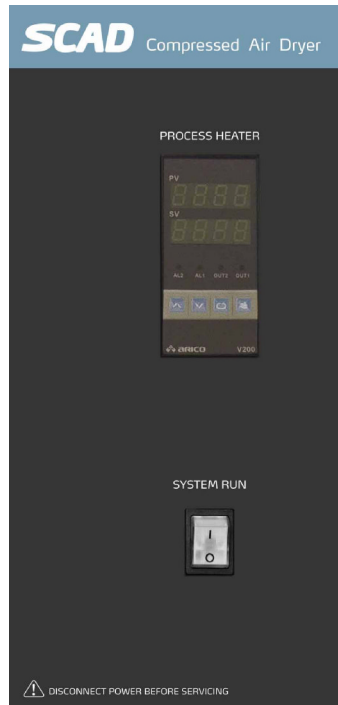 SCAD Compressed Air Dryer
PROCESS HEATER
PV
SV
AL2 AL1 OUT2 OUT1
BRICO V200
SYSTEM RUN
I
O
DISCONNECT POWER BEFORE SERVICING